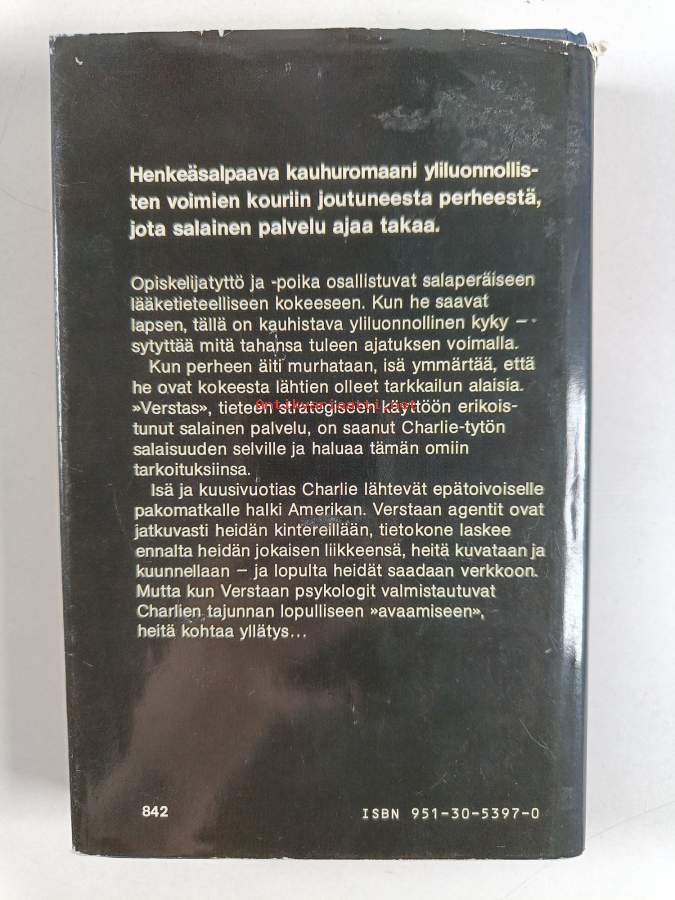 Henkeäsalpaava kauhuromaani yliluonnollis-
ten voimien kouriin joutuneesta perheestä,
jota salainen palvelu ajaa takaa.
Opiskelijatyttö ja -poika osallistuvat salaperäiseen
lääketieteelliseen kokeeseen. Kun he saavat
lapsen, tällä on kauhistava yliluonnollinen kyky –
sytyttää mitä tahansa tuleen ajatuksen voimalla.
Kun perheen äiti murhataan, isä ymmärtää, että
he ovat kokeesta lähtien olleet tarkkailun alaisia.
»Verstas», tieteen strategiseen käyttöön erikois-
Antikvariaatti.net
tunut salainen palvelu, on saanut Charlie-tytön
salaisuuden selville ja haluaa tämän omiin
tarkoituksiinsa.
Isä ja kuusivuotias Charlie lähtevät epätoivoiselle
pakomatkalle halki Amerikan. Verstaan agentit ovat
jatkuvasti heidän kintereillään, tietokone laskee
ennalta heidän jokaisen liikkeensä, heitä kuvataan ja
kuunnellaan – ja lopulta heidät saadaan verkkoon.
Mutta kun Verstaan psykologit valmistautuvat
Charlien tajunnan lopulliseen »avaamiseen»,
heitä kohtaa yllätys...
842
ISBN 951-30-5397-0